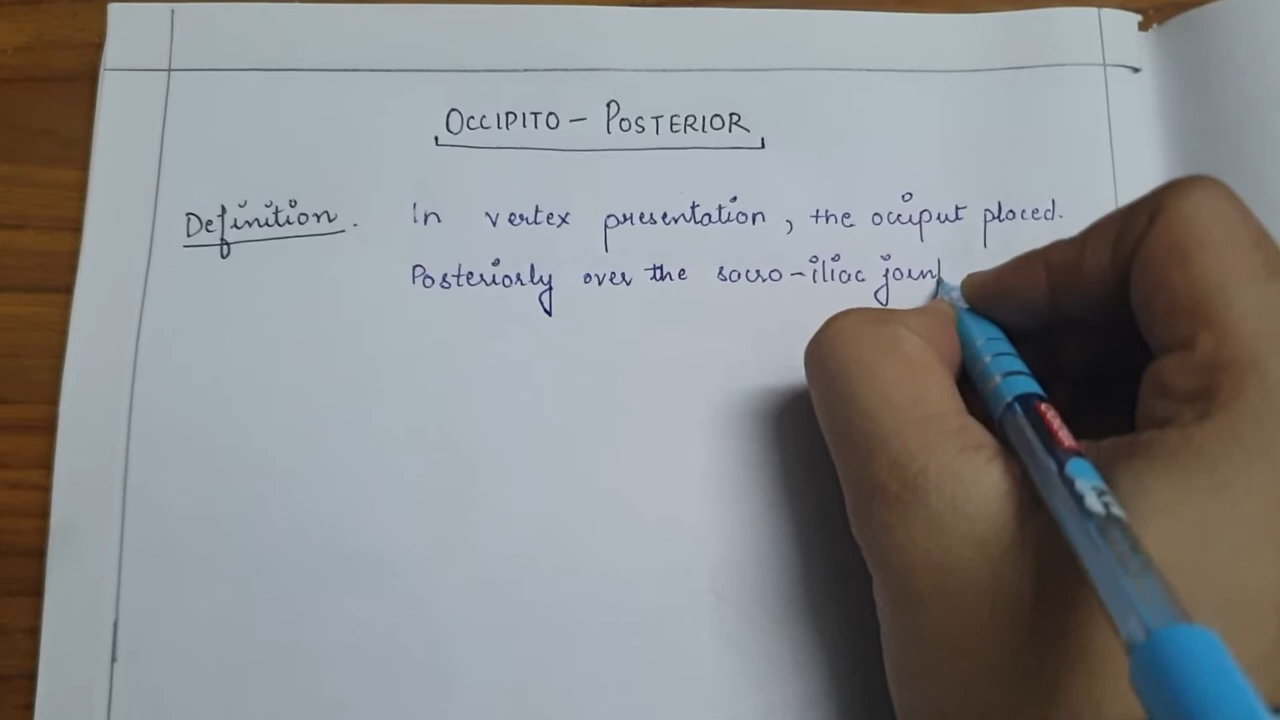 OCCIPITO - POSTERIOR
Definition. In vertex presentation, the occiput placed.
Posteriorly over the sacro-iliac joint